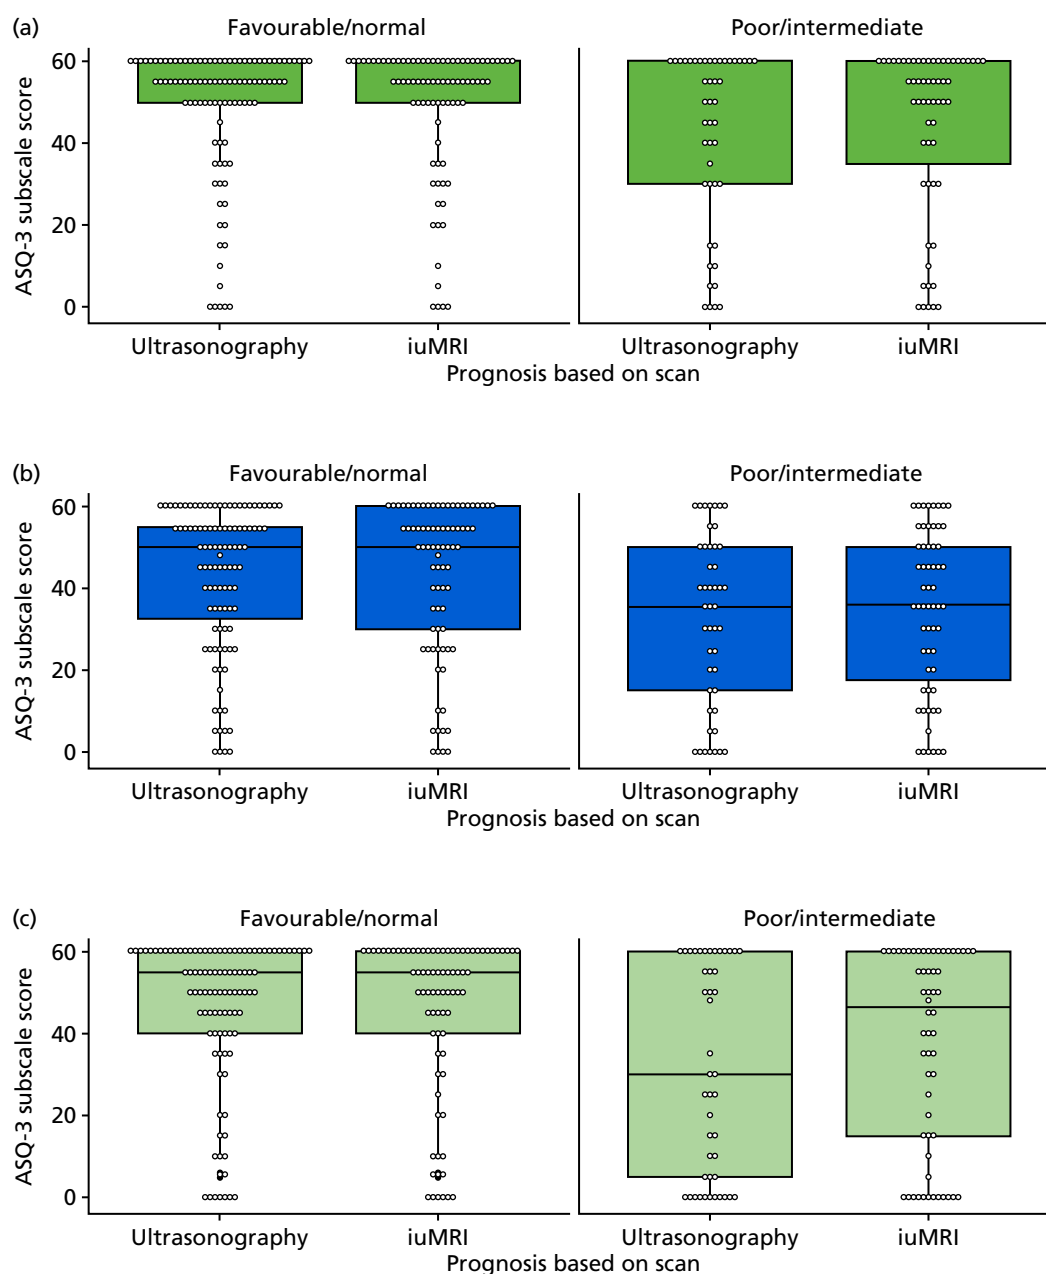 (a)
Favourable/normal
Poor/intermediate
ASQ-3 subscale score
60
40
20
0
Ultrasonography iuMRI Ultrasonography iuMRI
Prognosis based on scan
(b)
Favourable/normal
Poor/intermediate
ASQ-3 subscale score
60
40
20
0
Ultrasonography iuMRI Ultrasonography iuMRI
Prognosis based on scan
(c)
Favourable/normal
Poor/intermediate
ASQ-3 subscale score
60
40
20
0
Ultrasonography iuMRI Ultrasonography iuMRI
Prognosis based on scan